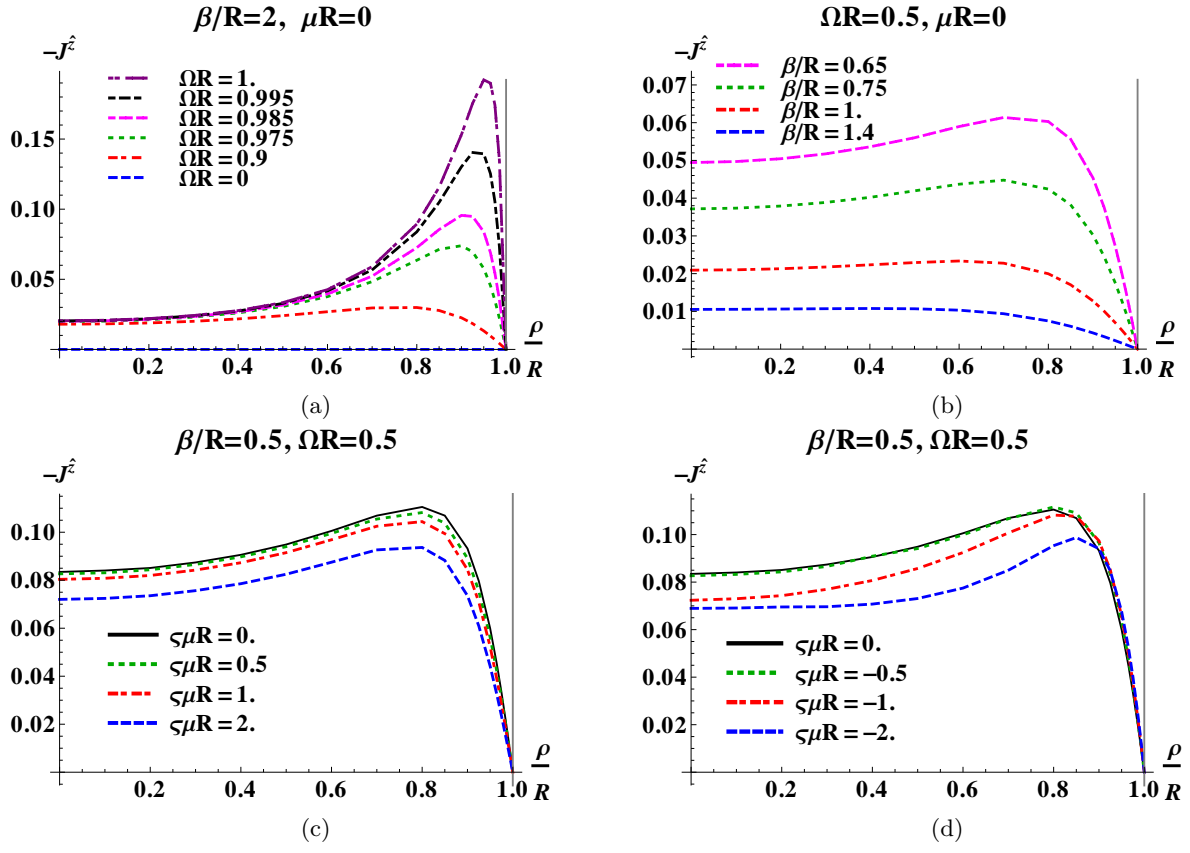 β/R=2, μR=0
-J^ẑ
ΩR=1.
ΩR=0.995
ΩR=0.985
ΩR=0.975
ΩR=0.9
ΩR=0
0.15
0.10
0.05
0.2 0.4 0.6 0.8 1.0
ρ/R
(a)
ΩR=0.5, μR=0
-J^ẑ
β/R=0.65
β/R=0.75
β/R=1.
β/R=1.4
0.07
0.06
0.05
0.04
0.03
0.02
0.01
0.2 0.4 0.6 0.8 1.0
ρ/R
(b)
β/R=0.5, ΩR=0.5
-J^ẑ
0.10
0.08
0.06
0.04
0.02
ςμR=0.
ςμR=0.5
ςμR=1.
ςμR=2.
0.2 0.4 0.6 0.8 1.0
ρ/R
(c)
β/R=0.5, ΩR=0.5
-J^ẑ
0.10
0.08
0.06
0.04
0.02
ςμR=0.
ςμR=-0.5
ςμR=-1.
ςμR=-2.
0.2 0.4 0.6 0.8 1.0
ρ/R
(d)